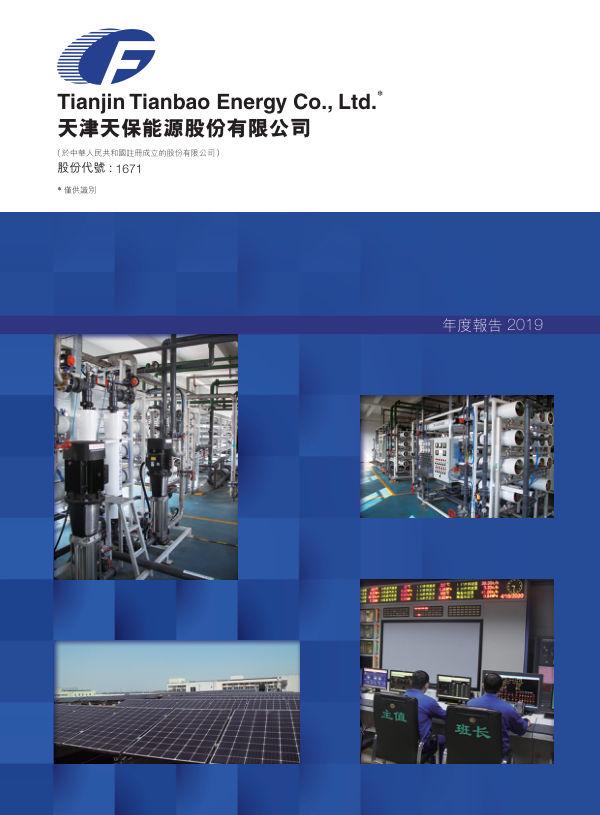 Tianjin Tianbao Energy Co., Ltd.*
天津天保能源股份有限公司
(於中華人民共和國註冊成立的股份有限公司)
股份代號：1671
* 僅供識別
年度報告 2019
主值
班长